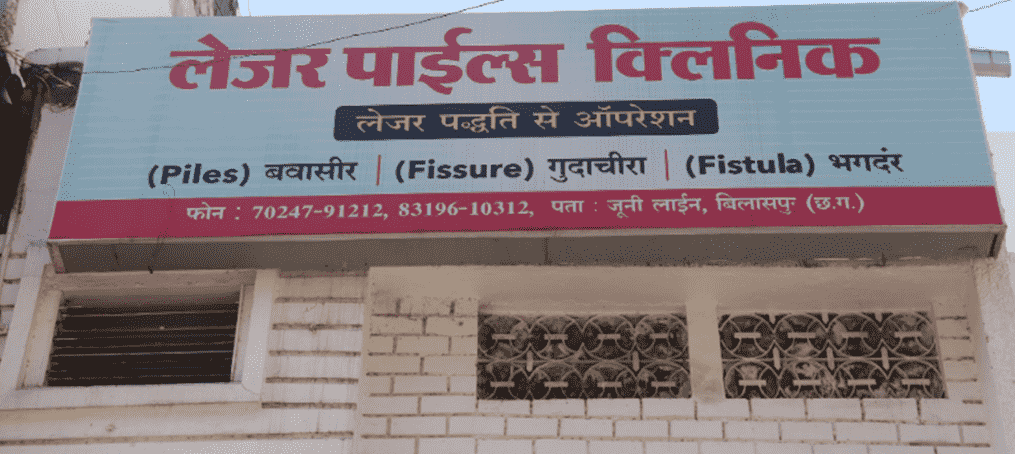 लेजर पाईल्स क्लिनिक
लेजर पद्धति से ऑपरेशन
(Piles) बवासीर | (Fissure) गुदाचीरा | (Fistula) भगदंर
फोन : 70247-91212, 83196-10312, पता : जूनी लाईन, बिलासपुर (छ.ग.)